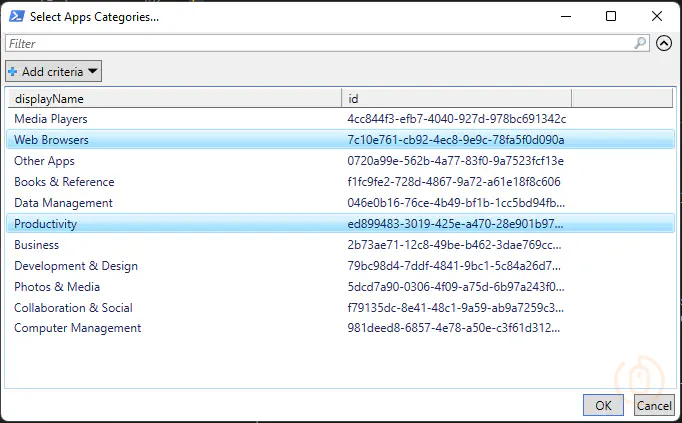 Select Apps Categories...
Filter
Add criteria
displayName id
Media Players 4cc844f3-efb7-4040-927d-978bc691342c
Web Browsers 7c10e761-cb92-4ec8-9e9c-78fa5f0d090a
Other Apps 0720a99e-562b-4a77-83f0-9a7523fcf13e
Books & Reference f1fc9fe2-728d-4867-9a72-a61e18f8c606
Data Management 046e0b16-76ce-4b49-bf1b-1cc5bd94fb...
Productivity ed899483-3019-425e-a470-28e901b97...
Business 2b73ae71-12c8-49be-b462-3dae769cc...
Development & Design 79bc98d4-7ddf-4841-9bc1-5c84a26d7...
Photos & Media 5dcd7a90-0306-4f09-a75d-6b97a243f0...
Collaboration & Social f79135dc-8e41-48c1-9a59-ab9a7259c3...
Computer Management 981deed8-6857-4e78-a50e-c3f61d312...
OK Cancel